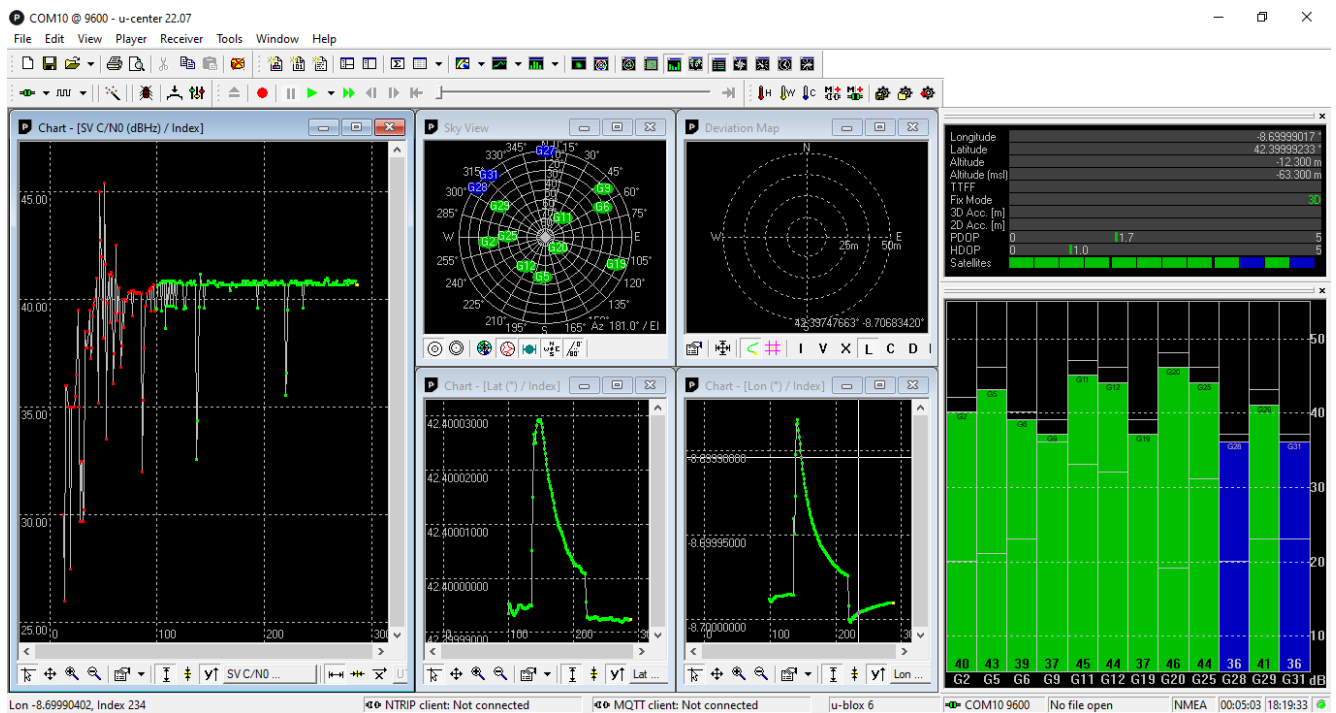 COM10 @ 9600 - u-center 22.07
File Edit View Player Receiver Tools Window Help
Chart - [SV C/N0 (dBHz) / Index]
45.00
40.00
35.00
30.00
25.00
0 100 200 300
SV C/N0 ...
Sky View
345° N 15°
330° 30°
315° 45°
300° 60°
285° 75°
W E
255° 105°
240° 120°
225° 135°
210° 195° S 165°
G27
G31
G28
G29
G9
G6
G11
G2
G25
G20
G12
G5
G19
Az 181.0° / El
Deviation Map
N
W E
S
25m 50m
42.39747663° -8.70683420°
I V X L C D
Chart - [Lat (°) / Index]
42.40003000
42.40002000
42.40001000
42.40000000
42.39999000
0 100 200
Lat ...
Chart - [Lon (°) / Index]
-8.69990000
-8.69995000
-8.70000000
0 100 200
Lon ...
Longitude -8.69999017 °
Latitude 42.39999233 °
Altitude -12.300 m
Altitude (msl) -63.300 m
TTFF
Fix Mode 3D
3D Acc. [m]
2D Acc. [m]
PDOP 0 1.7 5
HDOP 0 1.0 5
Satellites
50
40
30
20
10
G2 G5 G6 G9 G11 G12 G19 G20 G25 G28 G29 G31
40 43 39 37 45 44 37 46 44 36 41 36
G2 G5 G6 G9 G11 G12 G19 G20 G25 G28 G29 G31 dB
Lon -8.69990402, Index 234 NTRIP client: Not connected MQTT client: Not connected u-blox 6 COM10 9600 No file open NMEA 00:05:03 18:19:33